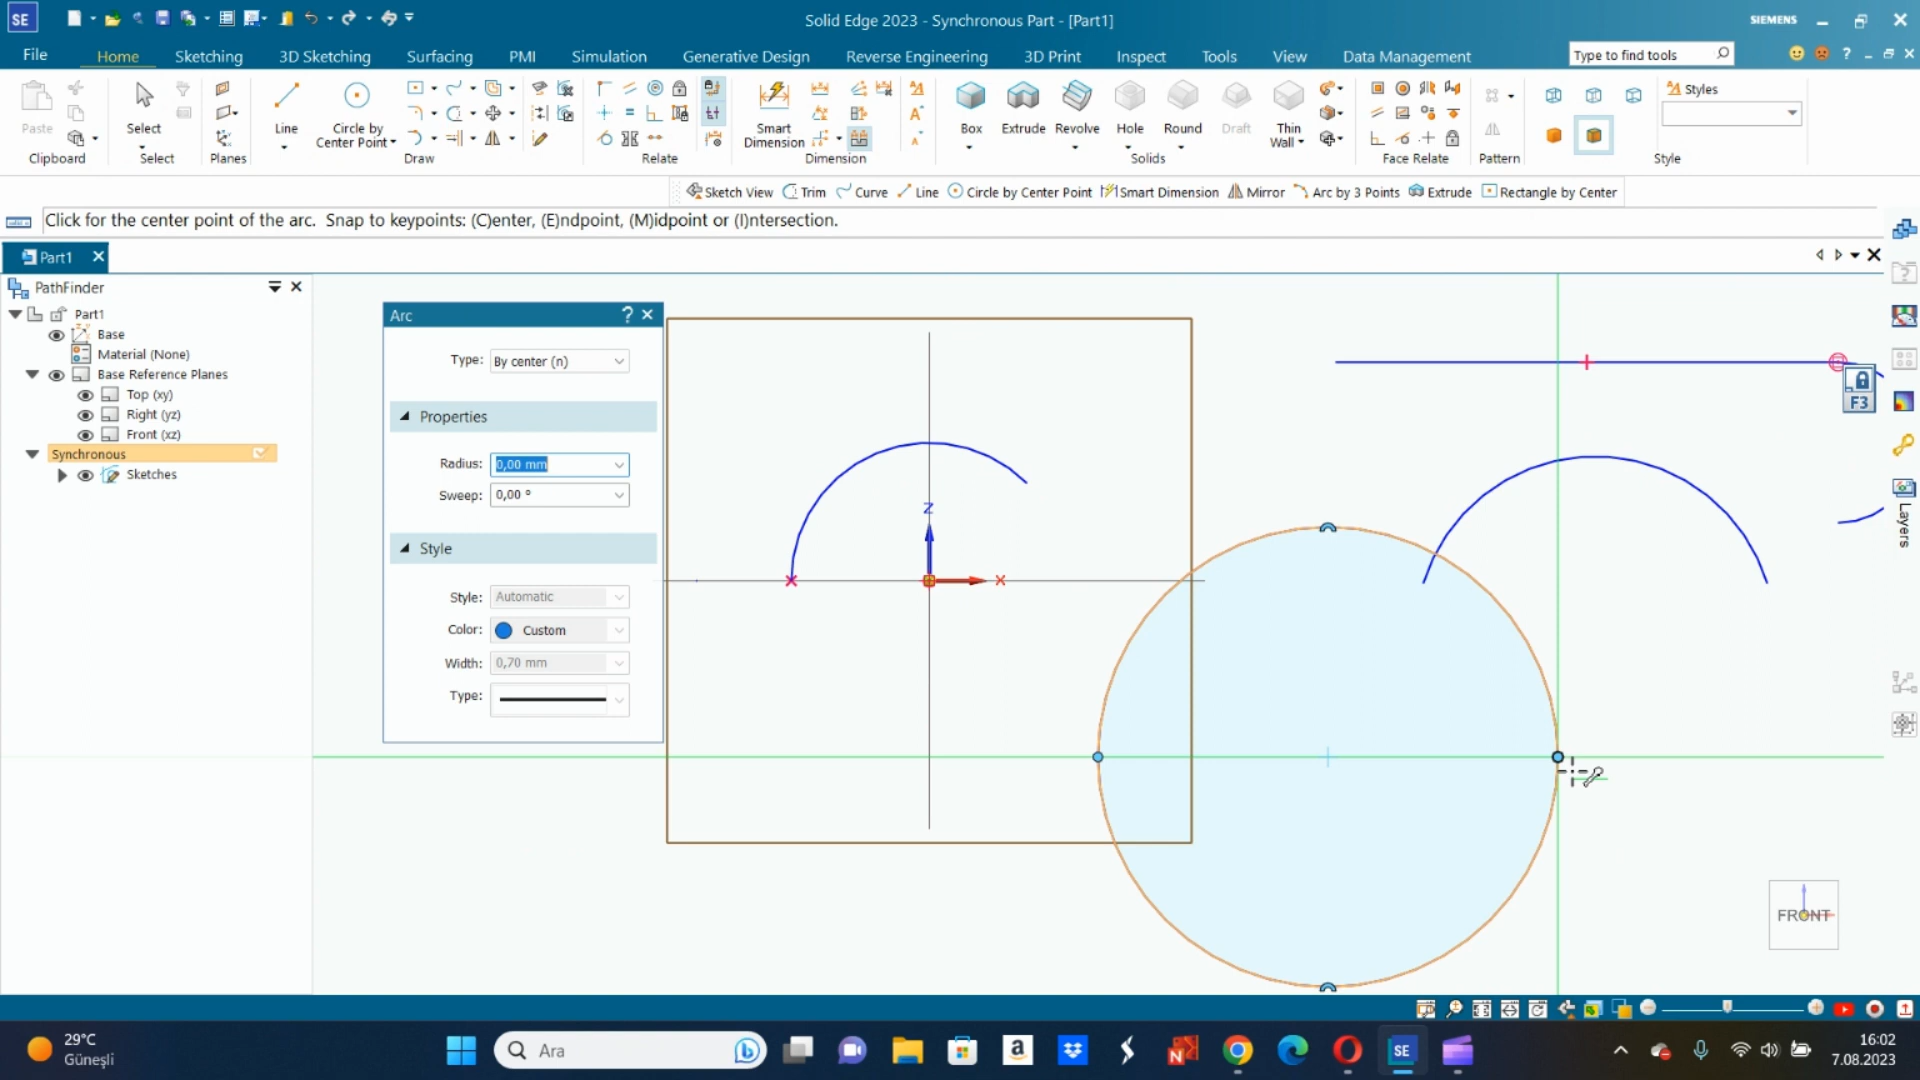 SE
Solid Edge 2023 - Synchronous Part - [Part1]
SIEMENS
File
Home
Sketching
3D Sketching
Surfacing
PMI
Simulation
Generative Design
Reverse Engineering
3D Print
Inspect
Tools
View
Data Management
Type to find tools
?
Paste
Select
Line
Circle by
Center Point
Smart
Dimension
Box
Extrude
Revolve
Hole
Round
Draft
Thin
Wall
Styles
Clipboard
Select
Planes
Draw
Relate
Dimension
Solids
Face Relate
Pattern
Style
Sketch View
Trim
Curve
Line
Circle by Center Point
Smart Dimension
Mirror
Arc by 3 Points
Extrude
Rectangle by Center
Click for the center point of the arc. Snap to keypoints: (C)enter, (E)ndpoint, (M)idpoint or (I)ntersection.
Part1
PathFinder
Part1
Base
Material (None)
Base Reference Planes
Top (xy)
Right (yz)
Front (xz)
Synchronous
Sketches
Arc
?
Type: By center (n)
Properties
Radius: 0,00 mm
Sweep: 0,00 °
Style
Style: Automatic
Color: Custom
Width: 0,70 mm
Type:
Z
X
F3
Layers
FRONT
29°C
Güneşli
Ara
a
N
SE
16:02
7.08.2023